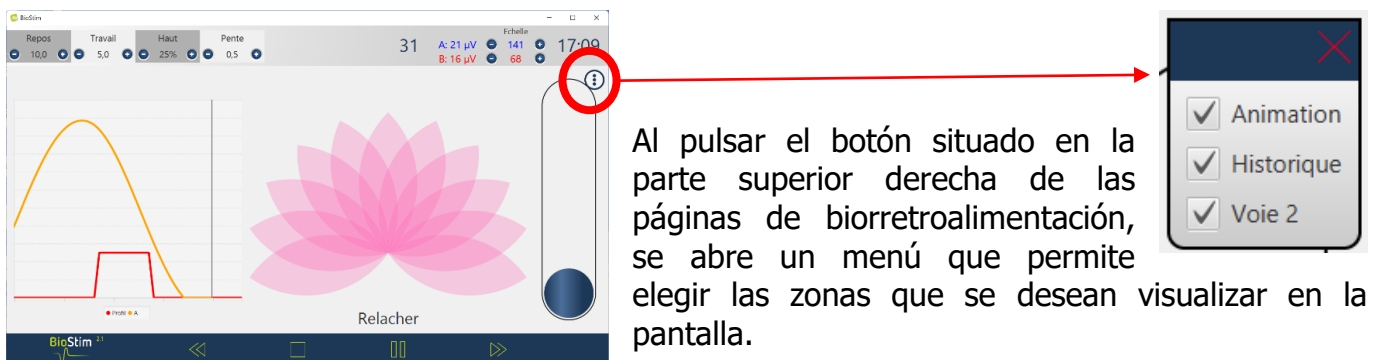 BioStim
Repos Travail Haut Pente
10,0 5,0 25% 0,5
31
Echelle
A: 21 µV 141
B: 16 µV 68
17:09
Profil A
Relacher
BioStim 2.1
Animation
Historique
Voie 2
Al pulsar el botón situado en la
parte superior derecha de las
páginas de biorretroalimentación,
se abre un menú que permite
elegir las zonas que se desean visualizar en la
pantalla.